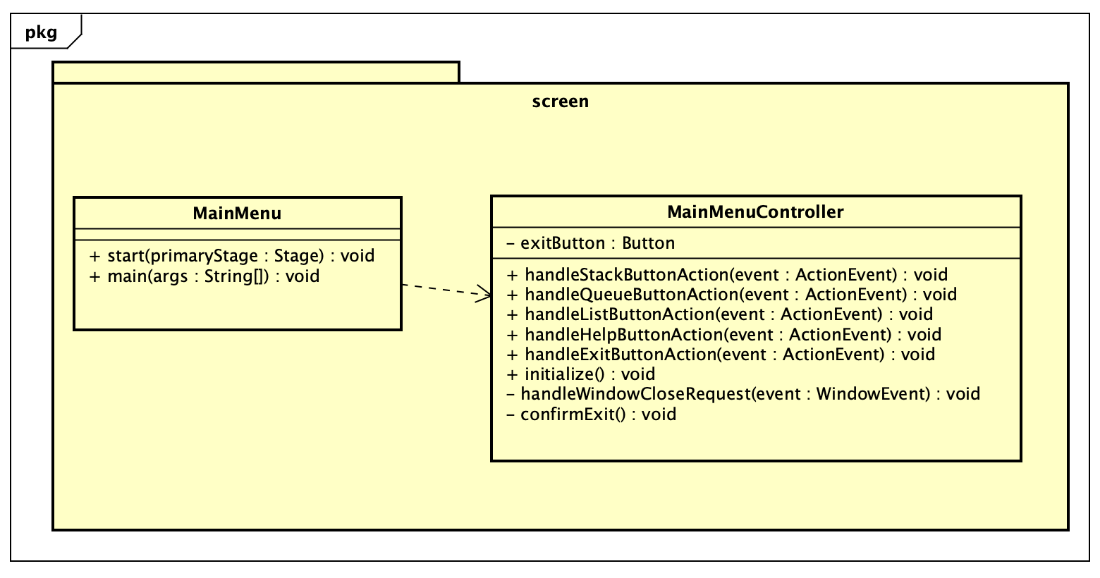 pkg
screen
MainMenu
+ start(primaryStage : Stage) : void
+ main(args : String[]) : void
MainMenuController
- exitButton : Button
+ handleStackButtonAction(event : ActionEvent) : void
+ handleQueueButtonAction(event : ActionEvent) : void
+ handleListButtonAction(event : ActionEvent) : void
+ handleHelpButtonAction(event : ActionEvent) : void
+ handleExitButtonAction(event : ActionEvent) : void
+ initialize() : void
- handleWindowCloseRequest(event : WindowEvent) : void
- confirmExit() : void